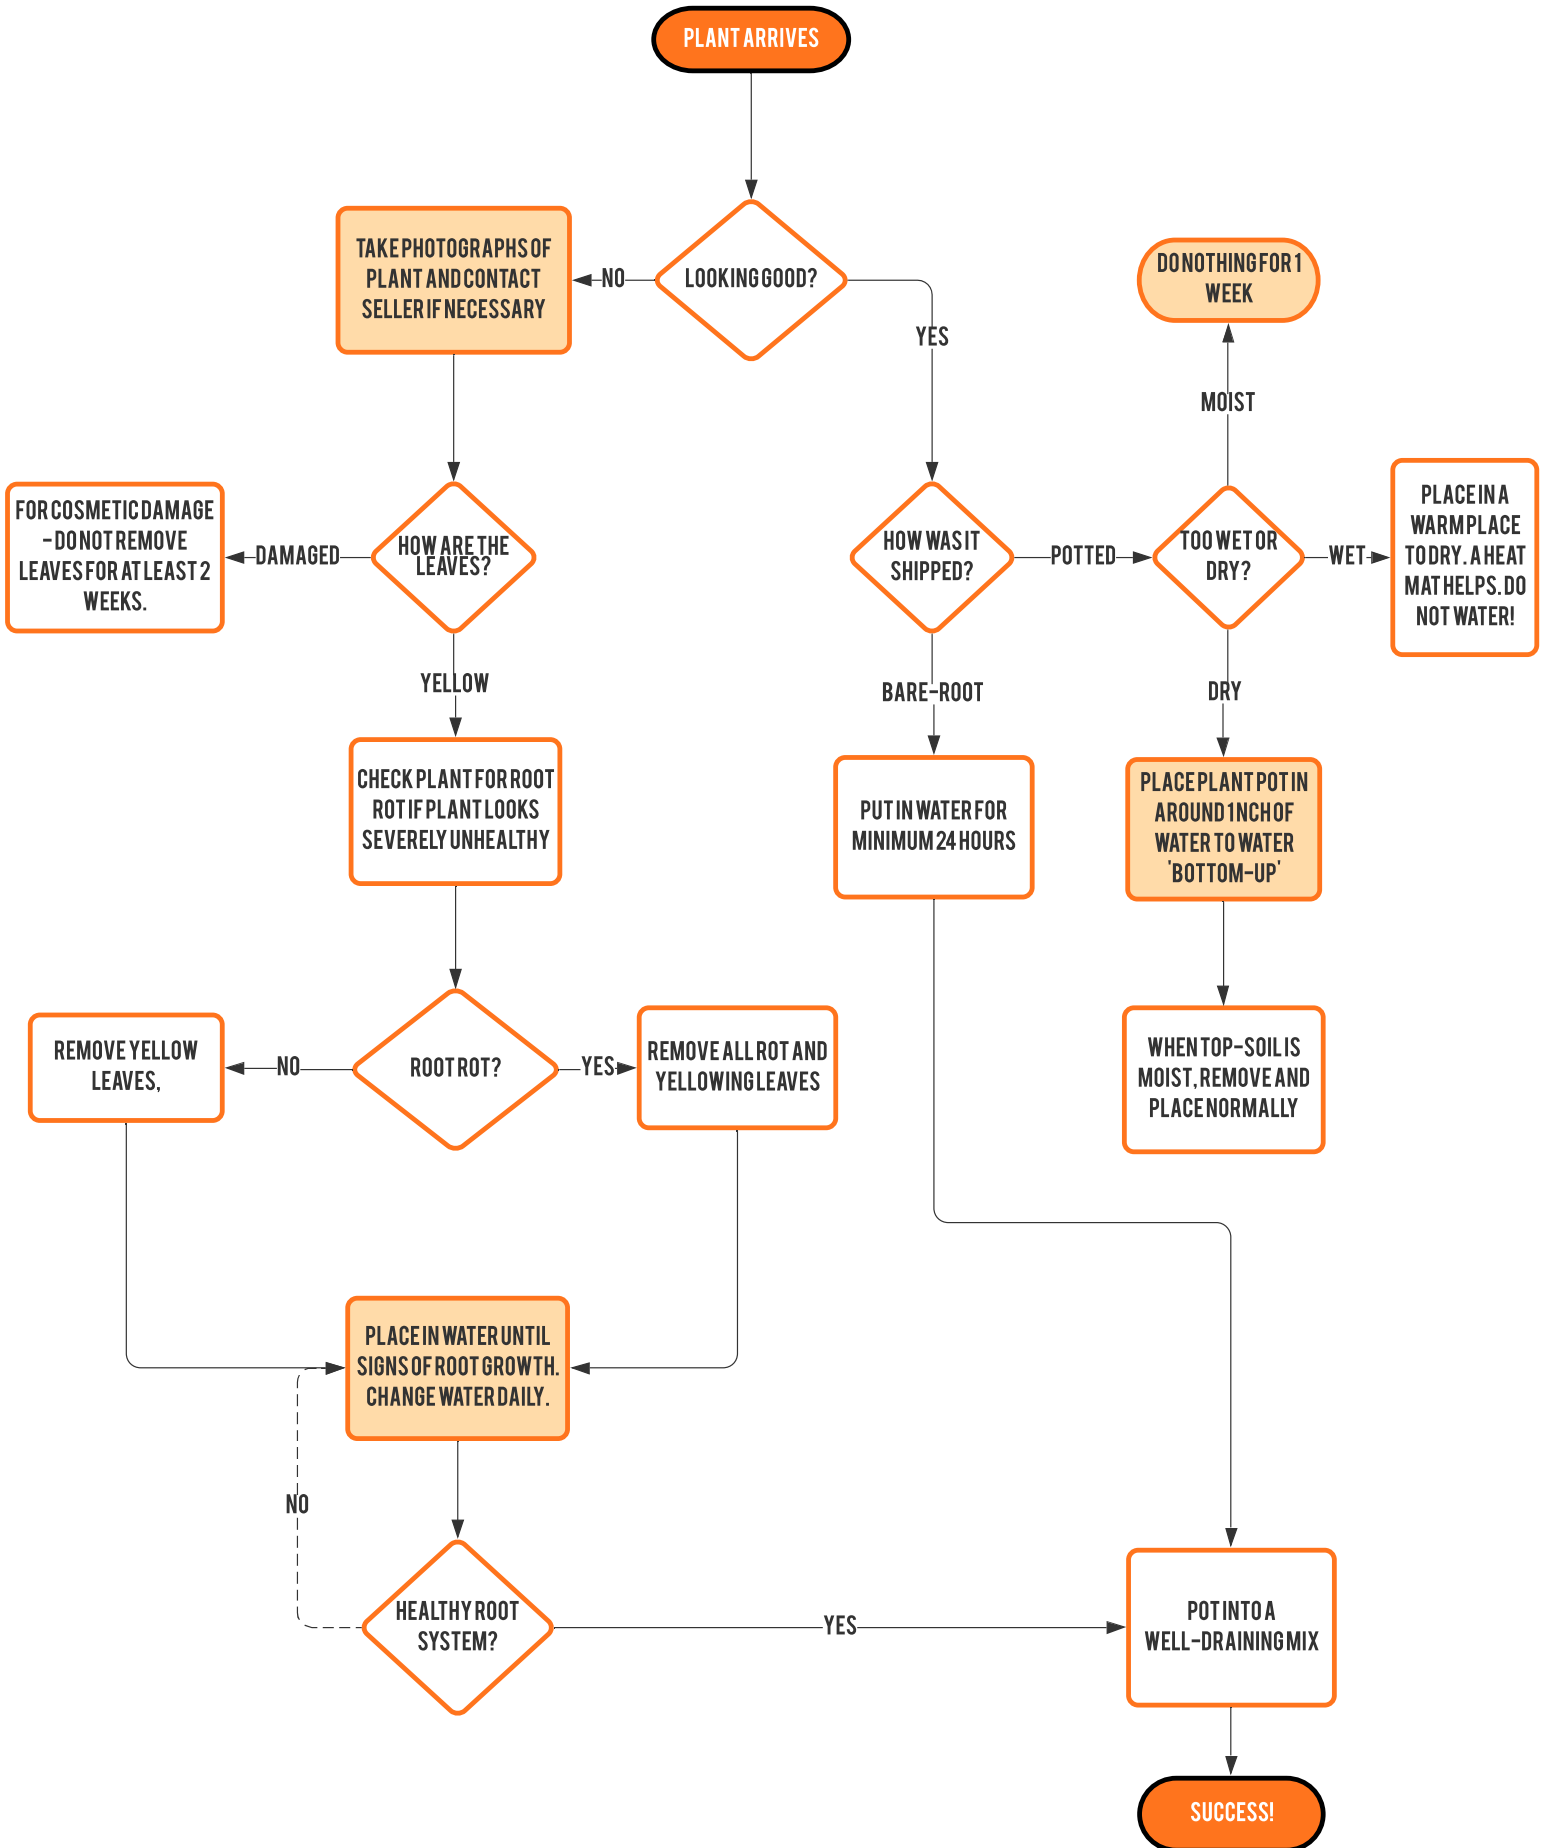 PLANT ARRIVES
TAKE PHOTOGRAPHS OF
PLANT AND CONTACT
SELLER IF NECESSARY
NO
LOOKING GOOD?
YES
DO NOTHING FOR 1
WEEK
MOIST
FOR COSMETIC DAMAGE
- DO NOT REMOVE
LEAVES FOR AT LEAST 2
WEEKS.
DAMAGED
HOW ARE THE
LEAVES?
HOW WAS IT
SHIPPED?
POTTED
TOO WET OR
DRY?
WET
PLACE IN A
WARM PLACE
TO DRY. A HEAT
MAT HELPS. DO
NOT WATER!
YELLOW
BARE-ROOT
DRY
CHECK PLANT FOR ROOT
ROT IF PLANT LOOKS
SEVERELY UNHEALTHY
PUT IN WATER FOR
MINIMUM 24 HOURS
PLACE PLANT POT IN
AROUND 1NCH OF
WATER TO WATER
'BOTTOM-UP'
REMOVE YELLOW
LEAVES,
NO
ROOT ROT?
YES
REMOVE ALL ROT AND
YELLOWING LEAVES
WHEN TOP-SOIL IS
MOIST, REMOVE AND
PLACE NORMALLY
PLACE IN WATER UNTIL
SIGNS OF ROOT GROWTH.
CHANGE WATER DAILY.
NO
HEALTHY ROOT
SYSTEM?
YES
POT INTO A
WELL-DRAINING MIX
SUCCESS!